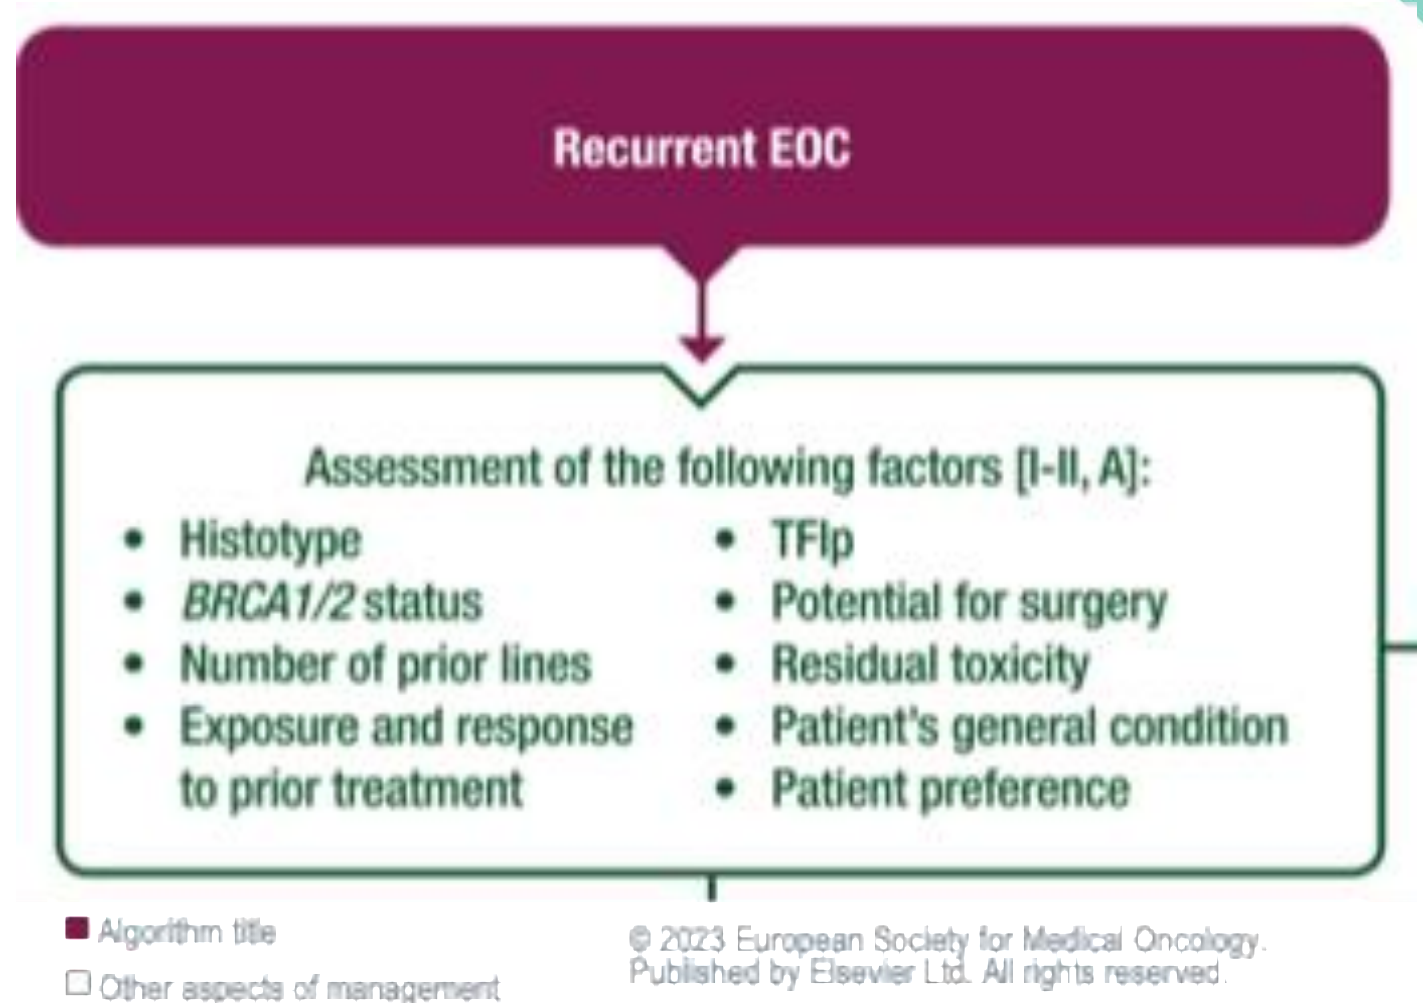 Recurrent EOC
Assessment of the following factors [I-II, A]:
• Histotype
• BRCA1/2 status
• Number of prior lines
• Exposure and response
to prior treatment
• TFIp
• Potential for surgery
• Residual toxicity
• Patient's general condition
• Patient preference
Algorithm title
Other aspects of management
© 2023 European Society for Medical Oncology.
Published by Elsevier Ltd. All rights reserved.